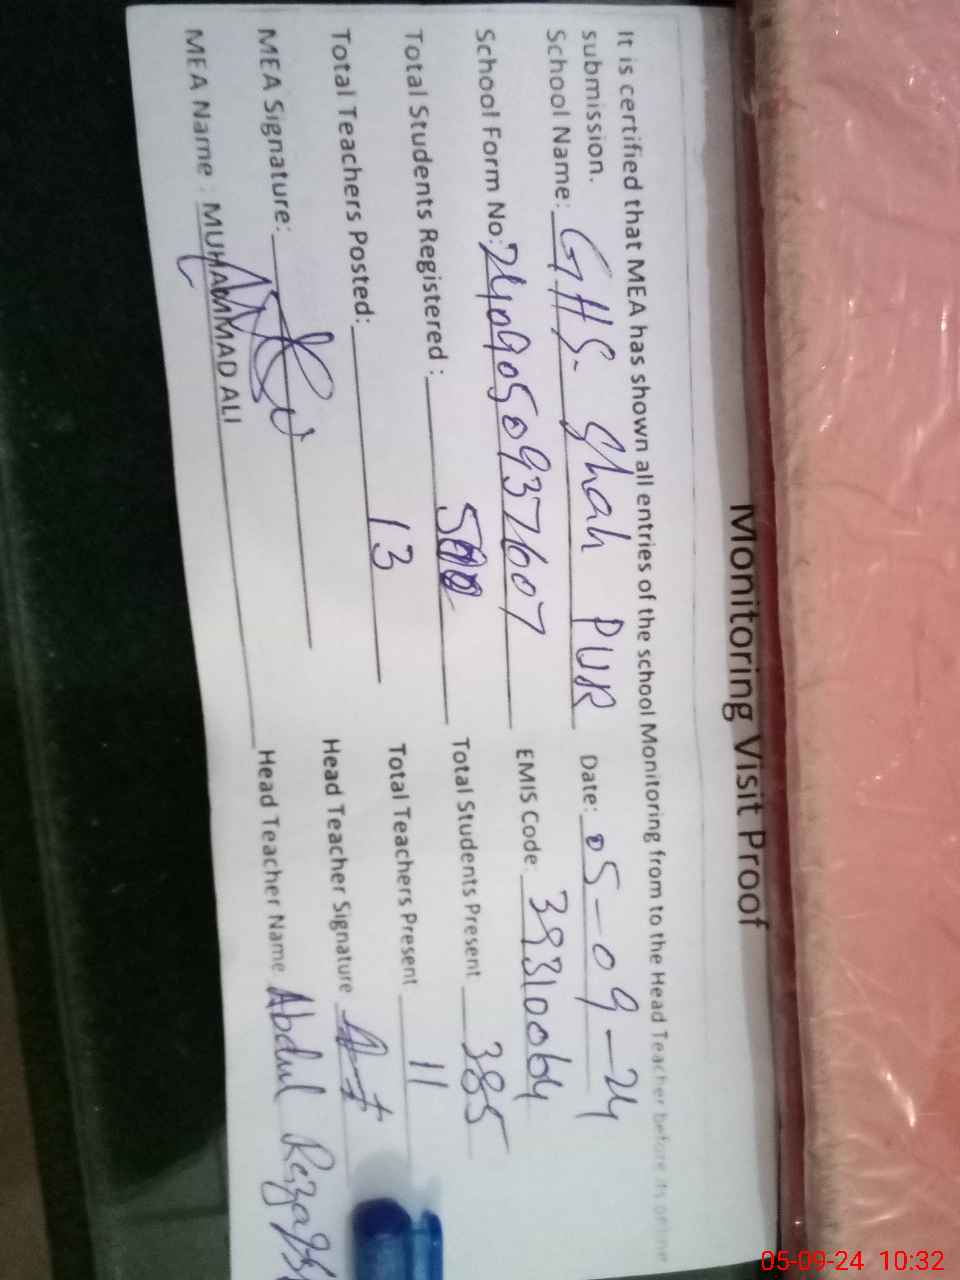 Monitoring Visit Proof
It is certified that MEA has shown all entries of the school Monitoring from to the Head Teacher before its online
submission.
School Name: GHS. Shah PUR Date: 05-09-24
School Form No: 2409050937607 EMIS Code: 39310064
Total Students Registered : 500 Total Students Present 385
Total Teachers Posted: 13 Total Teachers Present 11
MEA Signature: Head Teacher Signature
MEA Name : MUHAMMAD ALI Head Teacher Name Abdul
05-09-24 10:32